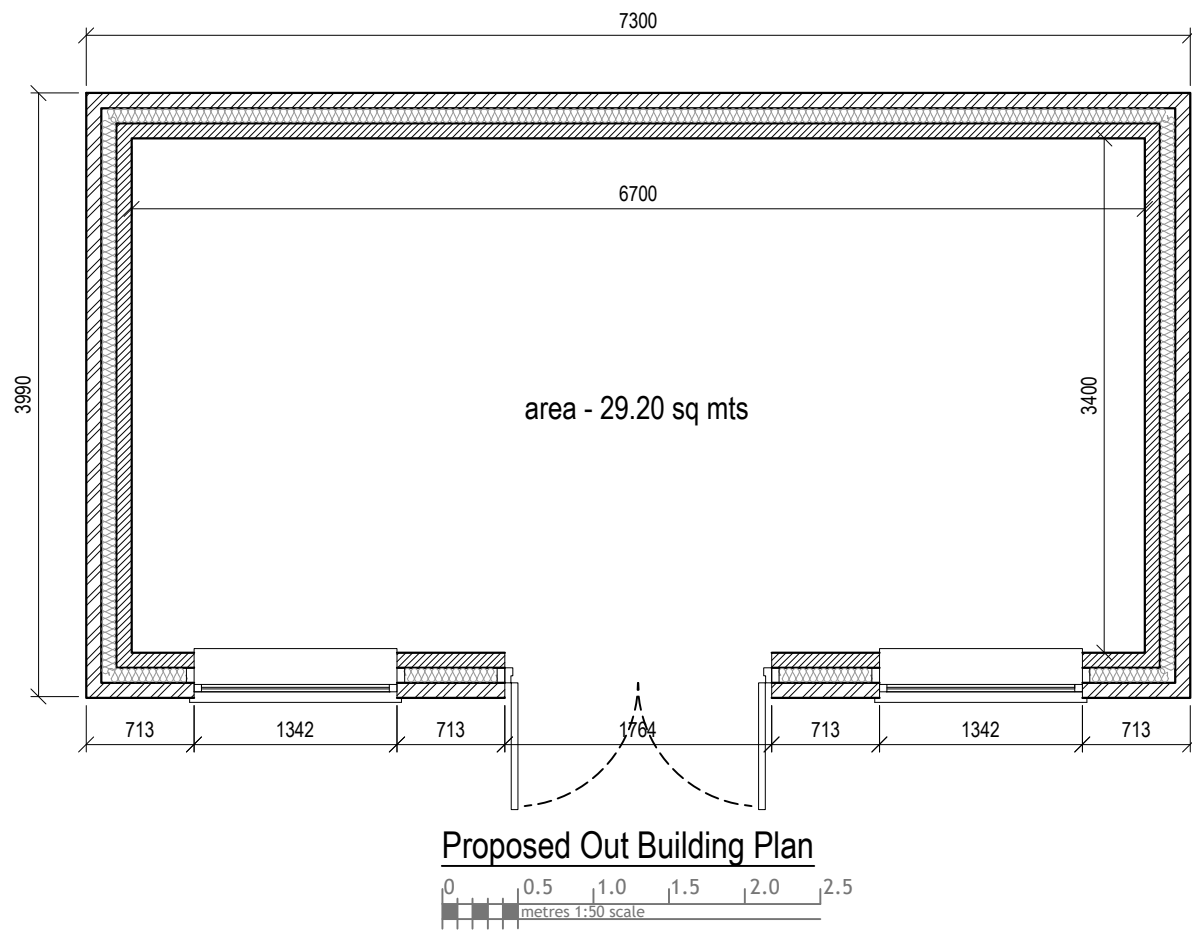 7300
6700
3990
3400
area - 29.20 sq mts
713 1342 713 1764 713 1342 713
Proposed Out Building Plan
0 0.5 1.0 1.5 2.0 2.5
metres 1:50 scale